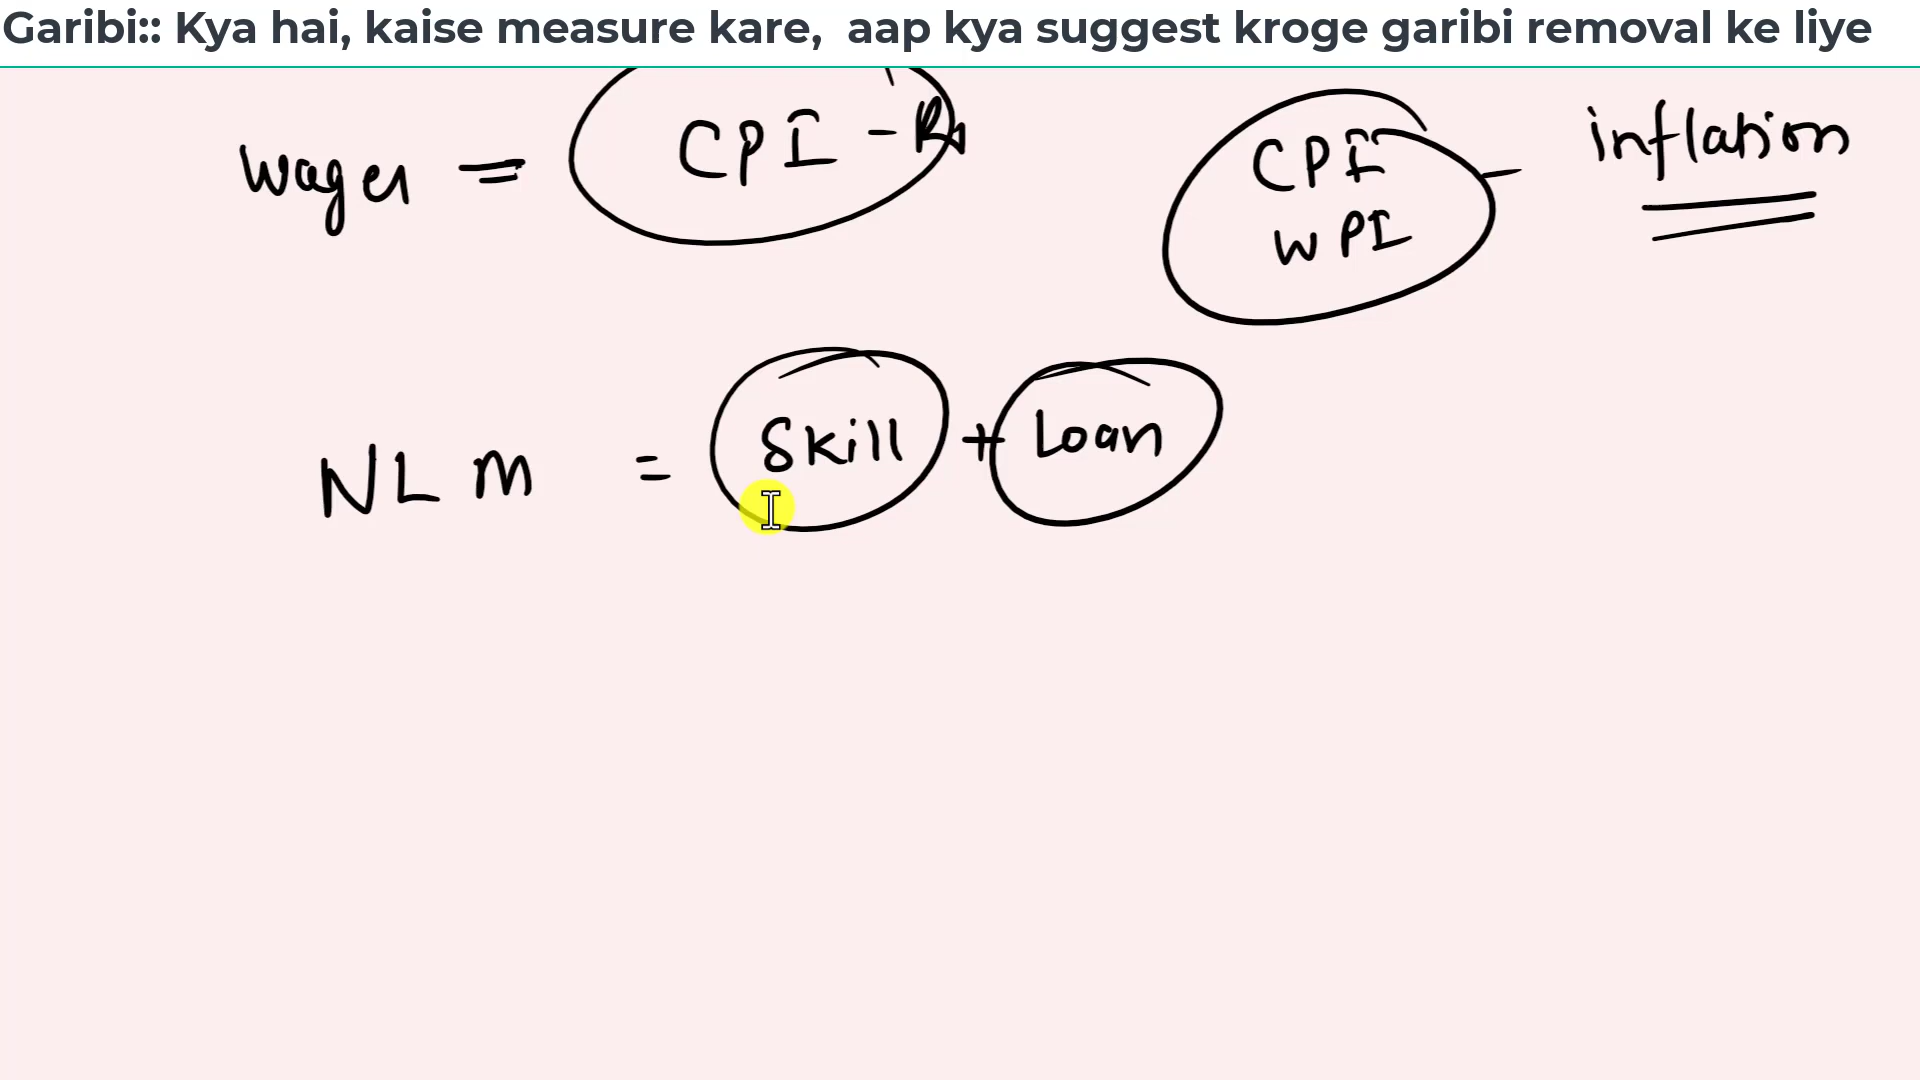 Garibi:: Kya hai, kaise measure kare, aap kya suggest kroge garibi removal ke liye
wages = CPI -
CPI - inflation
WPI
NLM = Skill + Loan